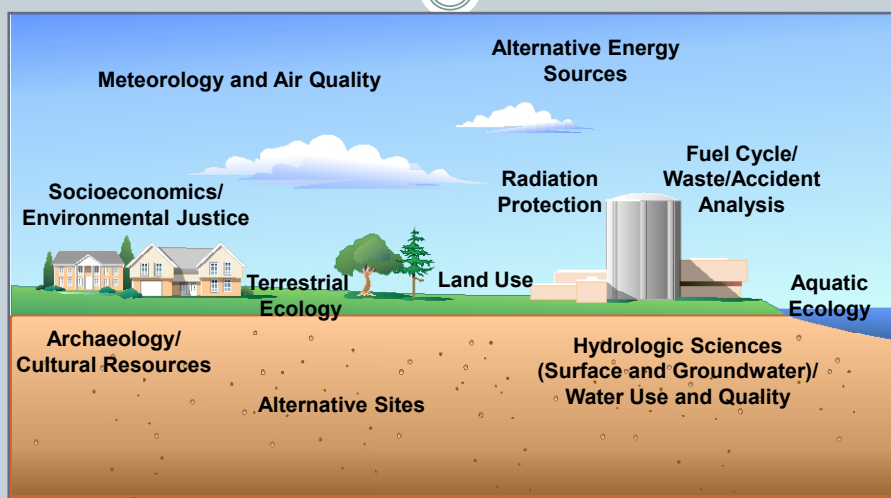 Alternative Energy
Sources
Meteorology and Air Quality
Fuel Cycle/
Waste/Accident
Analysis
Radiation
Protection
Socioeconomics/
Environmental Justice
Terrestrial
Ecology
Land Use
Aquatic
Ecology
Archaeology/
Cultural Resources
Hydrologic Sciences
(Surface and Groundwater)/
Water Use and Quality
Alternative Sites